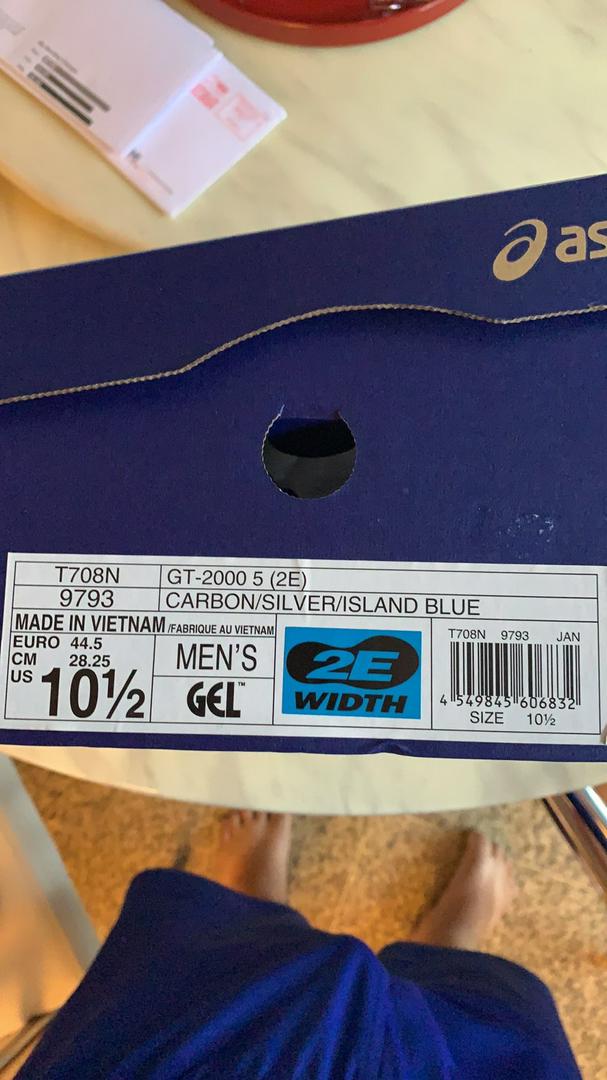 as
T708N GT-2000 5 (2E)
9793 CARBON/SILVER/ISLAND BLUE
MADE IN VIETNAM /FABRIQUE AU VIETNAM
EURO 44.5
CM 28.25
US 10½
MEN'S
GEL™
2E
WIDTH
T708N 9793 JAN
4 549845 606832
SIZE 10½